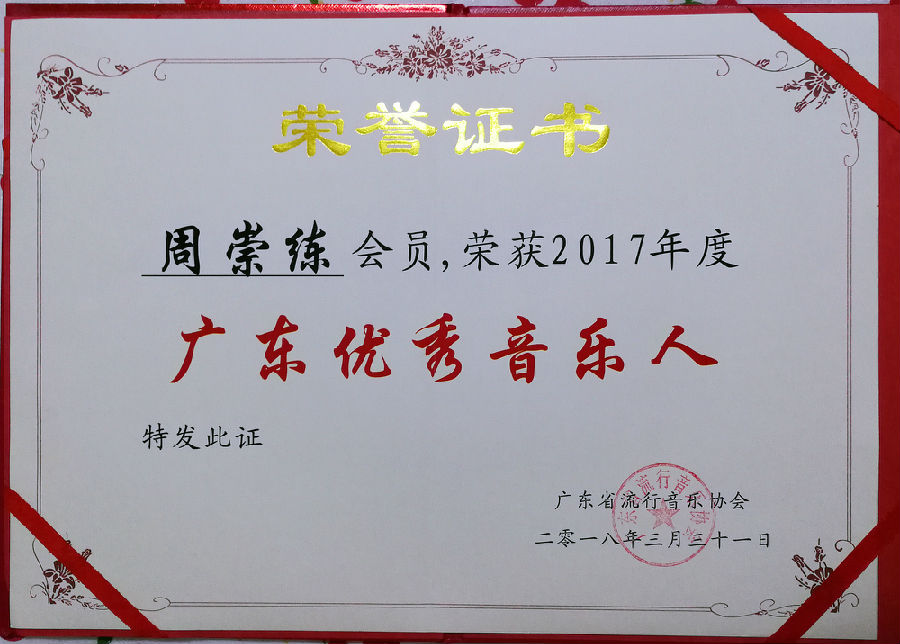 荣誉证书
周崇练会员,荣获2017年度
广东优秀音乐人
特发此证
广东省流行音乐协会
二零一八年三月三十一日